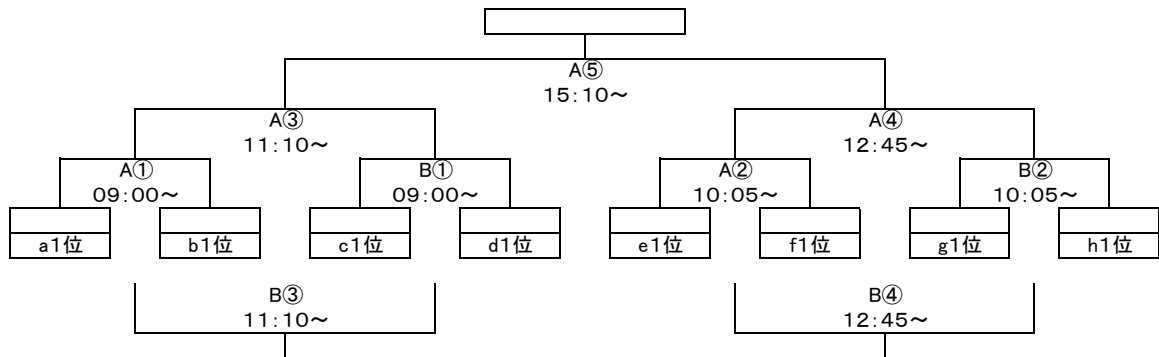 A⑤
15:10～
A③
11:10～
A④
12:45～
A①
09:00～
B①
09:00～
A②
10:05～
B②
10:05～
a1位
b1位
c1位
d1位
e1位
f1位
g1位
h1位
B③
11:10～
B④
12:45～